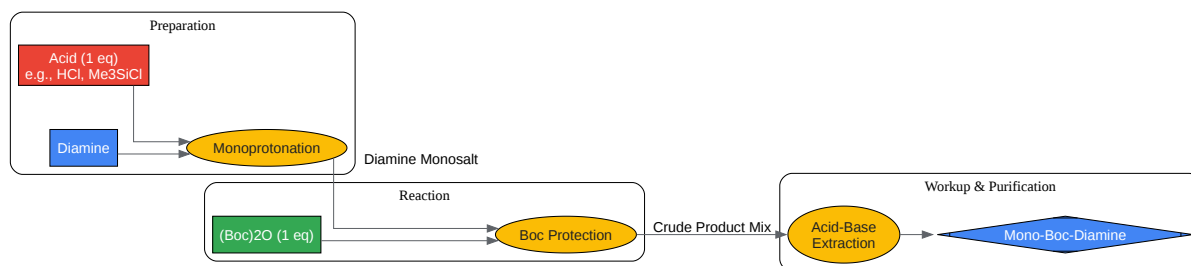 Preparation
Acid (1 eq)
e.g., HCl, Me3SiCl
Diamine
Monoprotonation
Diamine Monosalt
Reaction
(Boc)2O (1 eq)
Boc Protection
Crude Product Mix
Workup & Purification
Acid-Base
Extraction
Mono-Boc-Diamine